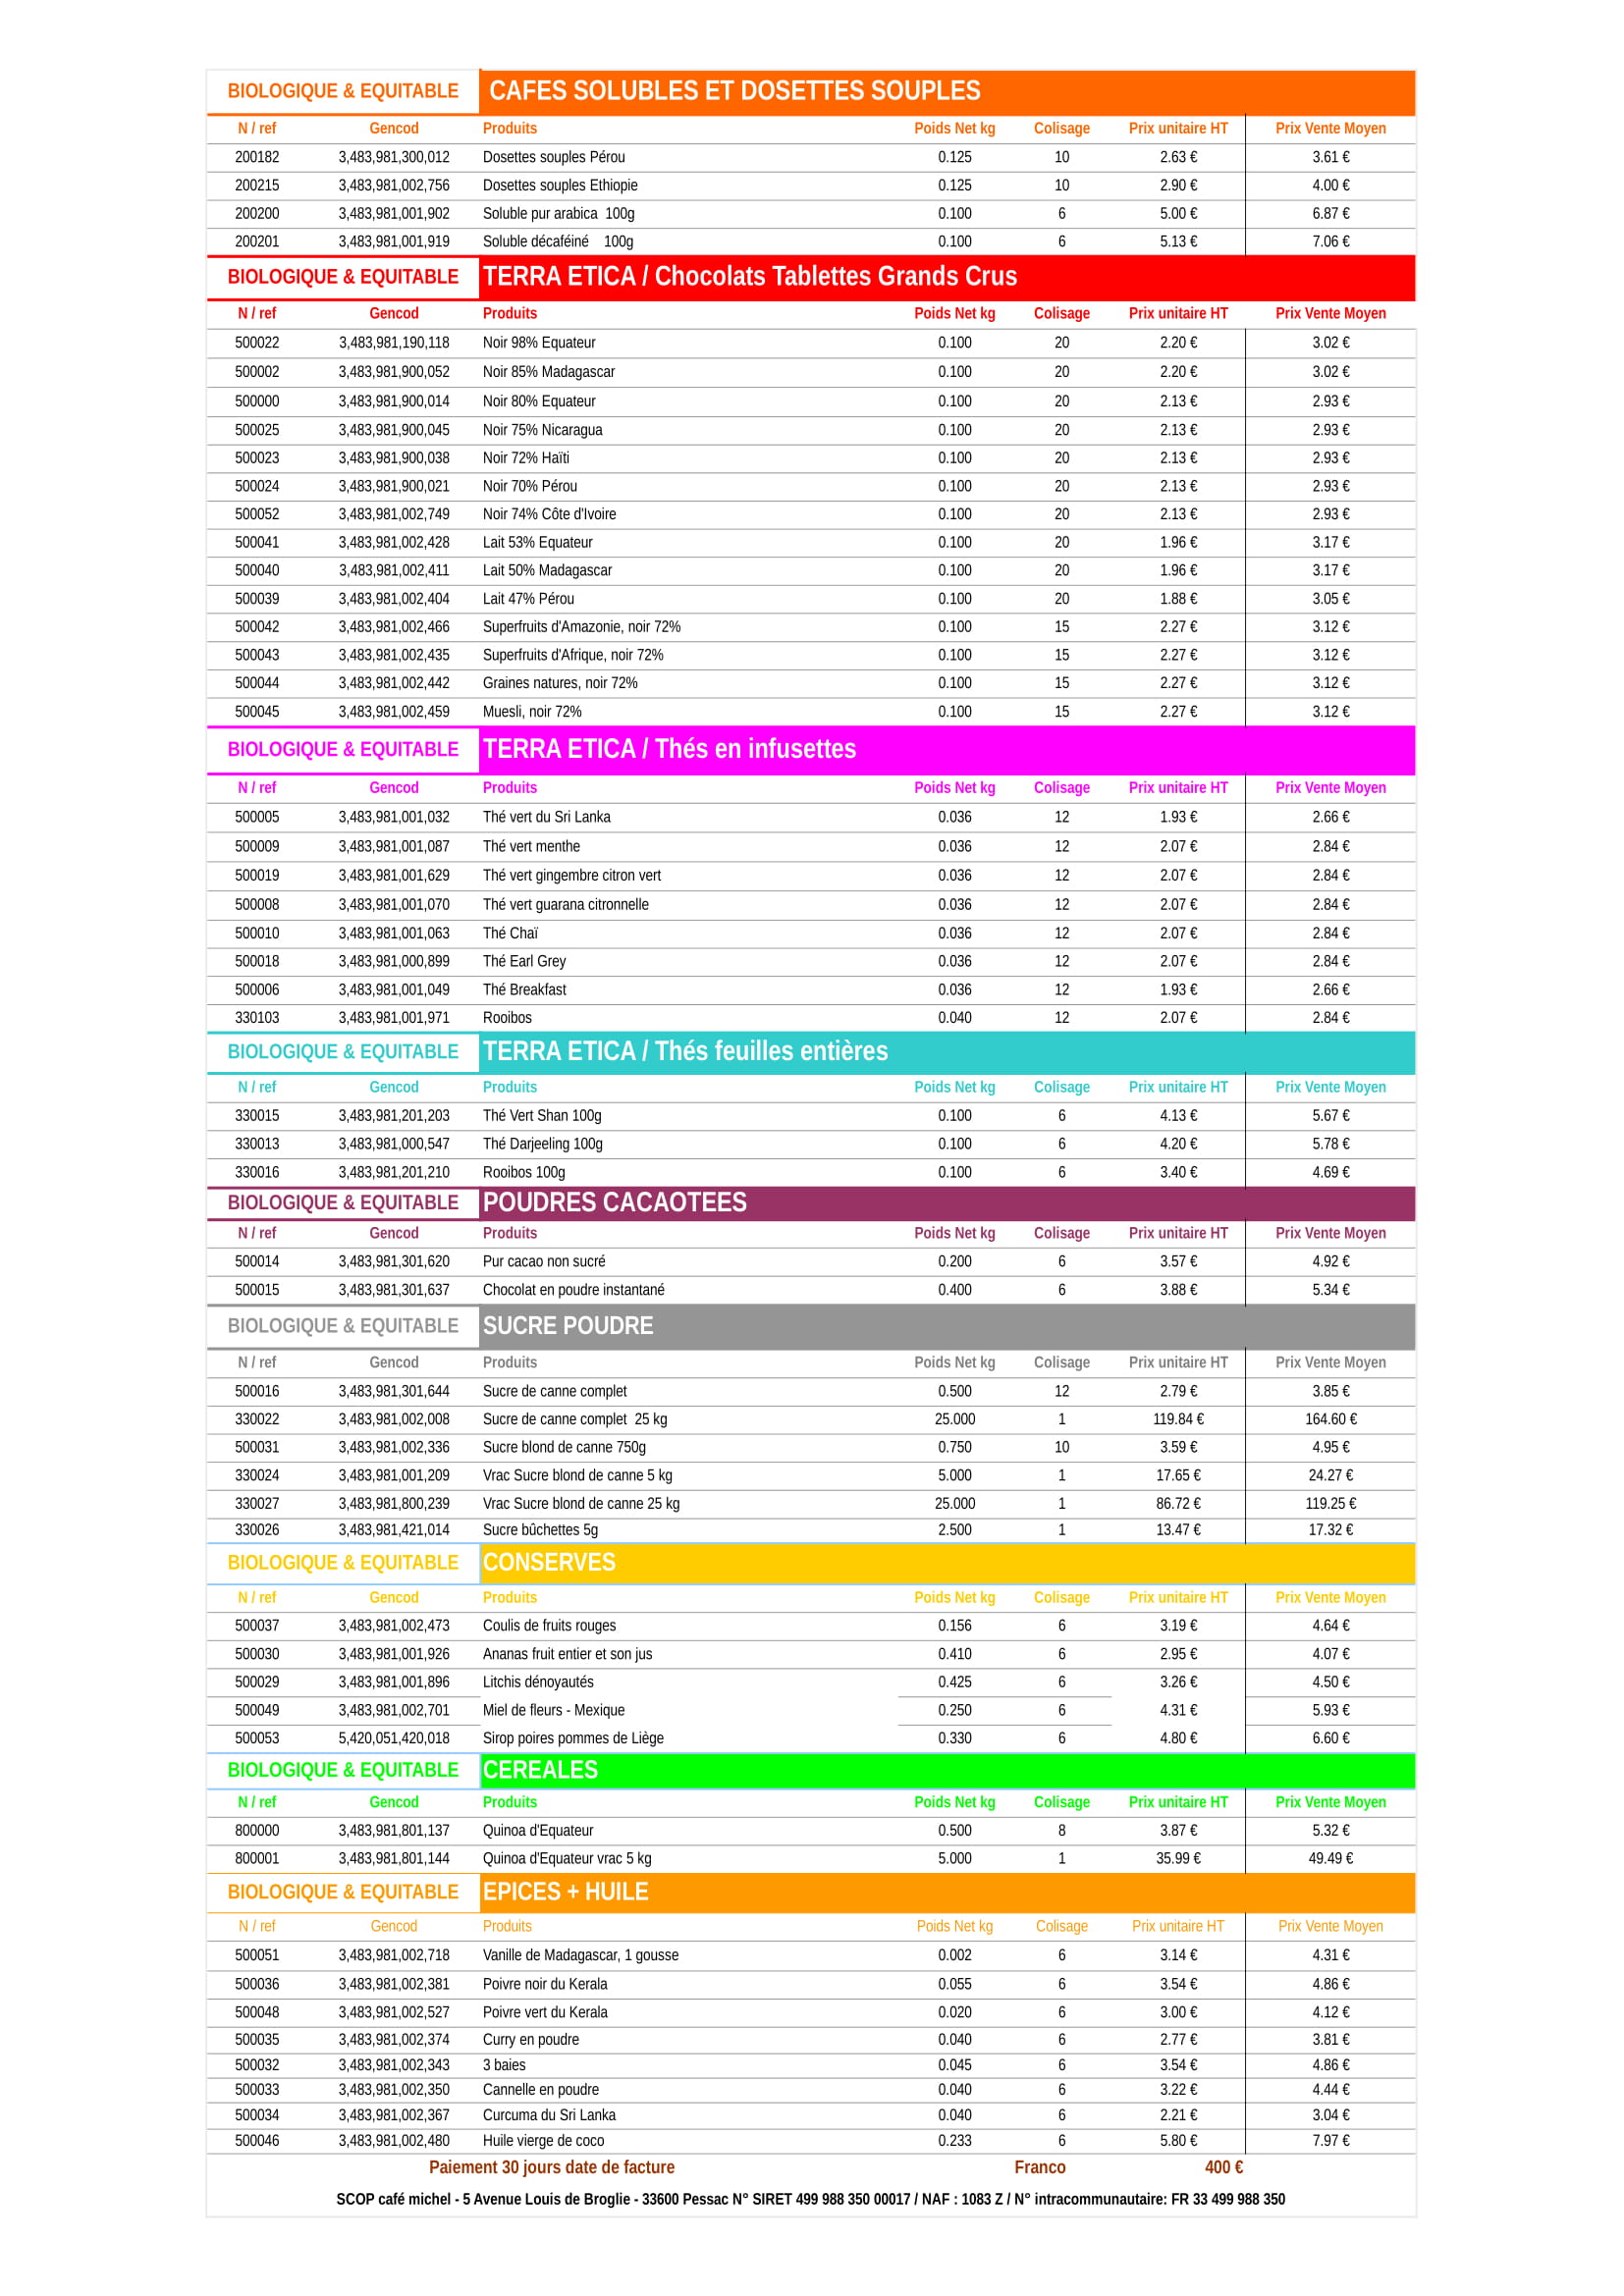 BIOLOGIQUE & EQUITABLE CAFES SOLUBLES ET DOSETTES SOUPLES
N / ref Gencod Produits Poids Net kg Colisage Prix unitaire HT Prix Vente Moyen
200182 3,483,981,300,012 Dosettes souples Pérou 0.125 10 2.63 € 3.61 €
200215 3,483,981,002,756 Dosettes souples Ethiopie 0.125 10 2.90 € 4.00 €
200200 3,483,981,001,902 Soluble pur arabica 100g 0.100 6 5.00 € 6.87 €
200201 3,483,981,001,919 Soluble décaféiné 100g 0.100 6 5.13 € 7.06 €
BIOLOGIQUE & EQUITABLE TERRA ETICA / Chocolats Tablettes Grands Crus
N / ref Gencod Produits Poids Net kg Colisage Prix unitaire HT Prix Vente Moyen
500022 3,483,981,190,118 Noir 98% Equateur 0.100 20 2.20 € 3.02 €
500002 3,483,981,900,052 Noir 85% Madagascar 0.100 20 2.20 € 3.02 €
500000 3,483,981,900,014 Noir 80% Equateur 0.100 20 2.13 € 2.93 €
500025 3,483,981,900,045 Noir 75% Nicaragua 0.100 20 2.13 € 2.93 €
500023 3,483,981,900,038 Noir 72% Haïti 0.100 20 2.13 € 2.93 €
500024 3,483,981,900,021 Noir 70% Pérou 0.100 20 2.13 € 2.93 €
500052 3,483,981,002,749 Noir 74% Côte d'Ivoire 0.100 20 2.13 € 2.93 €
500041 3,483,981,002,428 Lait 53% Equateur 0.100 20 1.96 € 3.17 €
500040 3,483,981,002,411 Lait 50% Madagascar 0.100 20 1.96 € 3.17 €
500039 3,483,981,002,404 Lait 47% Pérou 0.100 20 1.88 € 3.05 €
500042 3,483,981,002,466 Superfruits d'Amazonie, noir 72% 0.100 15 2.27 € 3.12 €
500043 3,483,981,002,435 Superfruits d'Afrique, noir 72% 0.100 15 2.27 € 3.12 €
500044 3,483,981,002,442 Graines natures, noir 72% 0.100 15 2.27 € 3.12 €
500045 3,483,981,002,459 Muesli, noir 72% 0.100 15 2.27 € 3.12 €
BIOLOGIQUE & EQUITABLE TERRA ETICA / Thés en infusettes
N / ref Gencod Produits Poids Net kg Colisage Prix unitaire HT Prix Vente Moyen
500005 3,483,981,001,032 Thé vert du Sri Lanka 0.036 12 1.93 € 2.66 €
500009 3,483,981,001,087 Thé vert menthe 0.036 12 2.07 € 2.84 €
500019 3,483,981,001,629 Thé vert gingembre citron vert 0.036 12 2.07 € 2.84 €
500008 3,483,981,001,070 Thé vert guarana citronnelle 0.036 12 2.07 € 2.84 €
500010 3,483,981,001,063 Thé Chaï 0.036 12 2.07 € 2.84 €
500018 3,483,981,000,899 Thé Earl Grey 0.036 12 2.07 € 2.84 €
500006 3,483,981,001,049 Thé Breakfast 0.036 12 1.93 € 2.66 €
330103 3,483,981,001,971 Rooibos 0.040 12 2.07 € 2.84 €
BIOLOGIQUE & EQUITABLE TERRA ETICA / Thés feuilles entières
N / ref Gencod Produits Poids Net kg Colisage Prix unitaire HT Prix Vente Moyen
330015 3,483,981,201,203 Thé Vert Shan 100g 0.100 6 4.13 € 5.67 €
330013 3,483,981,000,547 Thé Darjeeling 100g 0.100 6 4.20 € 5.78 €
330016 3,483,981,201,210 Rooibos 100g 0.100 6 3.40 € 4.69 €
BIOLOGIQUE & EQUITABLE POUDRES CACAOTEES
N / ref Gencod Produits Poids Net kg Colisage Prix unitaire HT Prix Vente Moyen
500014 3,483,981,301,620 Pur cacao non sucré 0.200 6 3.57 € 4.92 €
500015 3,483,981,301,637 Chocolat en poudre instantané 0.400 6 3.88 € 5.34 €
BIOLOGIQUE & EQUITABLE SUCRE POUDRE
N / ref Gencod Produits Poids Net kg Colisage Prix unitaire HT Prix Vente Moyen
500016 3,483,981,301,644 Sucre de canne complet 0.500 12 2.79 € 3.85 €
330022 3,483,981,002,008 Sucre de canne complet 25 kg 25.000 1 119.84 € 164.60 €
500031 3,483,981,002,336 Sucre blond de canne 750g 0.750 10 3.59 € 4.95 €
330024 3,483,981,001,209 Vrac Sucre blond de canne 5 kg 5.000 1 17.65 € 24.27 €
330027 3,483,981,800,239 Vrac Sucre blond de canne 25 kg 25.000 1 86.72 € 119.25 €
330026 3,483,981,421,014 Sucre bûchettes 5g 2.500 1 13.47 € 17.32 €
BIOLOGIQUE & EQUITABLE CONSERVES
N / ref Gencod Produits Poids Net kg Colisage Prix unitaire HT Prix Vente Moyen
500037 3,483,981,002,473 Coulis de fruits rouges 0.156 6 3.19 € 4.64 €
500030 3,483,981,001,926 Ananas fruit entier et son jus 0.410 6 2.95 € 4.07 €
500029 3,483,981,001,896 Litchis dénoyautés 0.425 6 3.26 € 4.50 €
500049 3,483,981,002,701 Miel de fleurs - Mexique 0.250 6 4.31 € 5.93 €
500053 5,420,051,420,018 Sirop poires pommes de Liège 0.330 6 4.80 € 6.60 €
BIOLOGIQUE & EQUITABLE CEREALES
N / ref Gencod Produits Poids Net kg Colisage Prix unitaire HT Prix Vente Moyen
800000 3,483,981,801,137 Quinoa d'Equateur 0.500 8 3.87 € 5.32 €
800001 3,483,981,801,144 Quinoa d'Equateur vrac 5 kg 5.000 1 35.99 € 49.49 €
BIOLOGIQUE & EQUITABLE EPICES + HUILE
N / ref Gencod Produits Poids Net kg Colisage Prix unitaire HT Prix Vente Moyen
500051 3,483,981,002,718 Vanille de Madagascar, 1 gousse 0.002 6 3.14 € 4.31 €
500036 3,483,981,002,381 Poivre noir du Kerala 0.055 6 3.54 € 4.86 €
500048 3,483,981,002,527 Poivre vert du Kerala 0.020 6 3.00 € 4.12 €
500035 3,483,981,002,374 Curry en poudre 0.040 6 2.77 € 3.81 €
500032 3,483,981,002,343 3 baies 0.045 6 3.54 € 4.86 €
500033 3,483,981,002,350 Cannelle en poudre 0.040 6 3.22 € 4.44 €
500034 3,483,981,002,367 Curcuma du Sri Lanka 0.040 6 2.21 € 3.04 €
500046 3,483,981,002,480 Huile vierge de coco 0.233 6 5.80 € 7.97 €
Paiement 30 jours date de facture Franco 400 €
SCOP café michel - 5 Avenue Louis de Broglie - 33600 Pessac N° SIRET 499 988 350 00017 / NAF : 1083 Z / N° intracommunautaire: FR 33 499 988 350